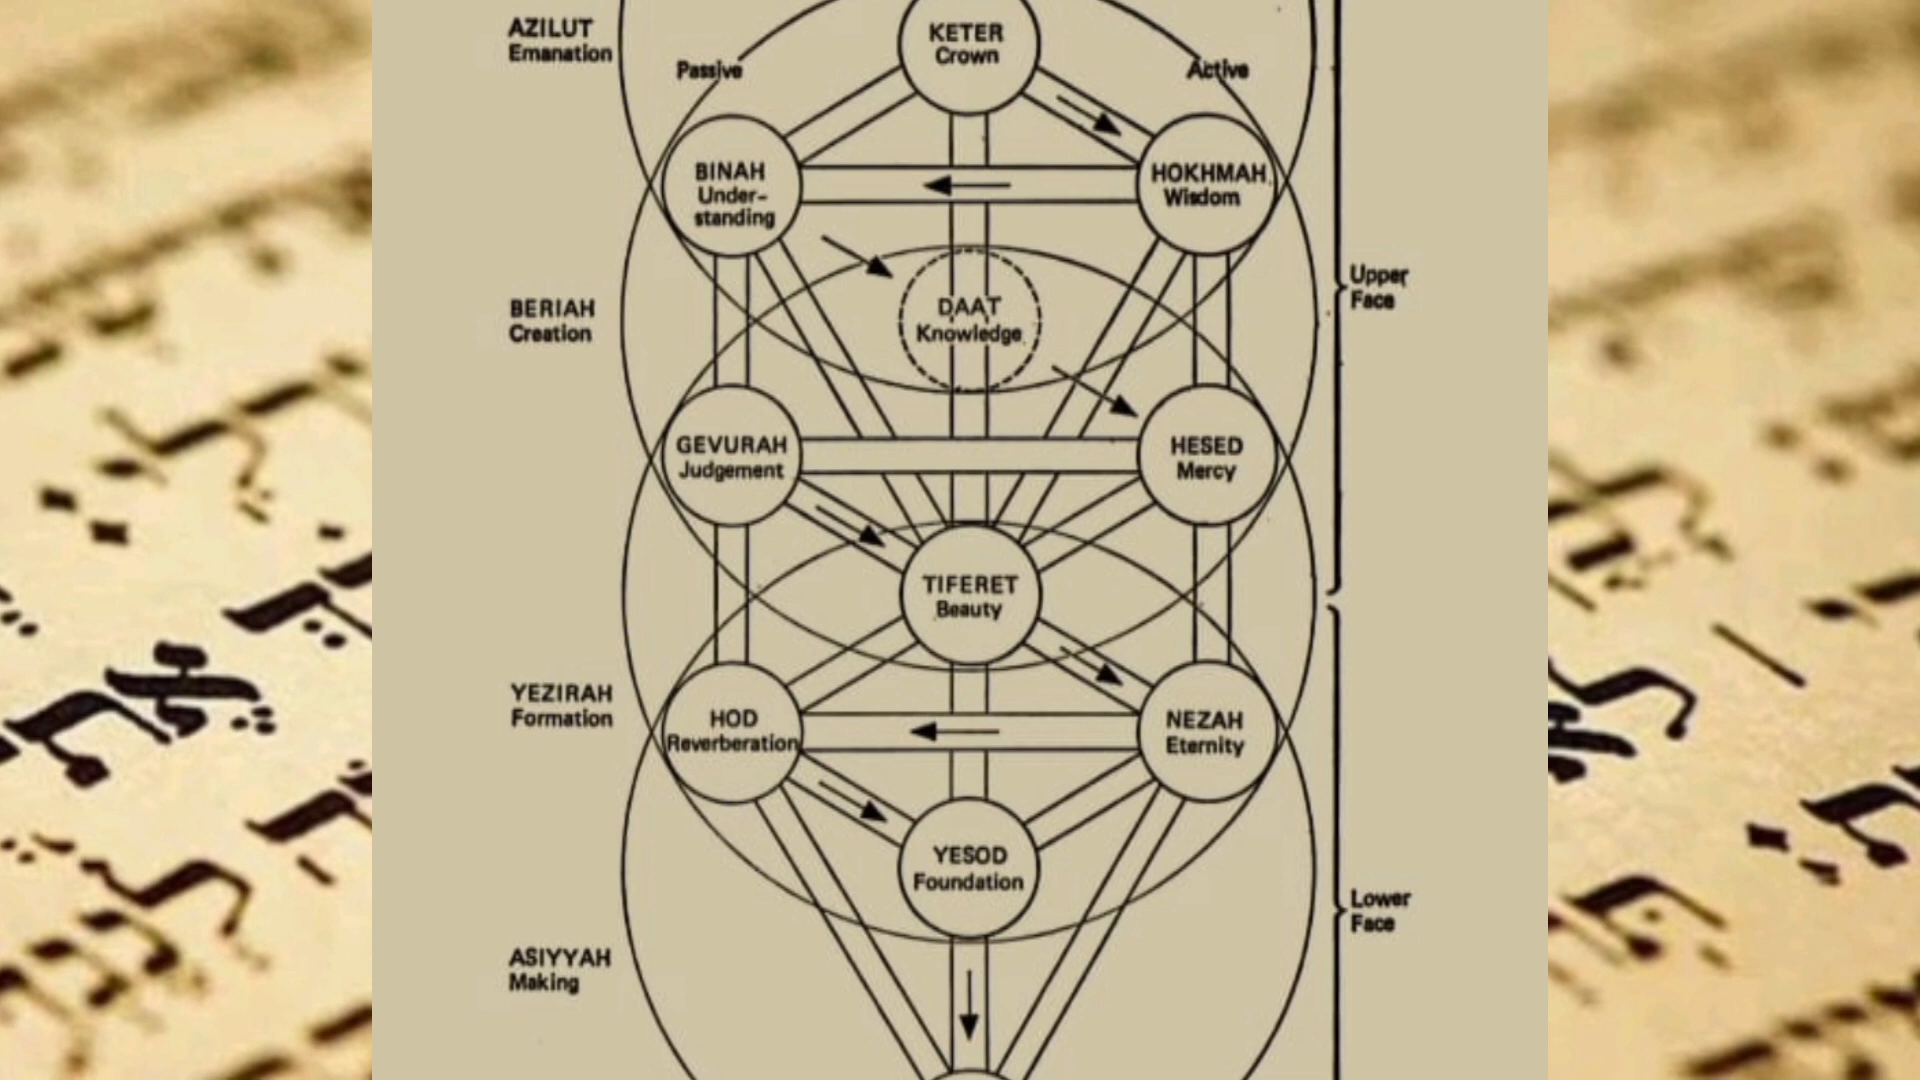 AZILUT
Emanation
KETER
Crown
Passive
Active
BINAH
Under-
standing
HOKHMAH
Wisdom
BERIAH
Creation
DAAT
Knowledge
Upper
Face
GEVURAH
Judgement
HESED
Mercy
TIFERET
Beauty
YEZIRAH
Formation
HOD
Reverberation
NEZAH
Eternity
YESOD
Foundation
Lower
Face
ASIYYAH
Making